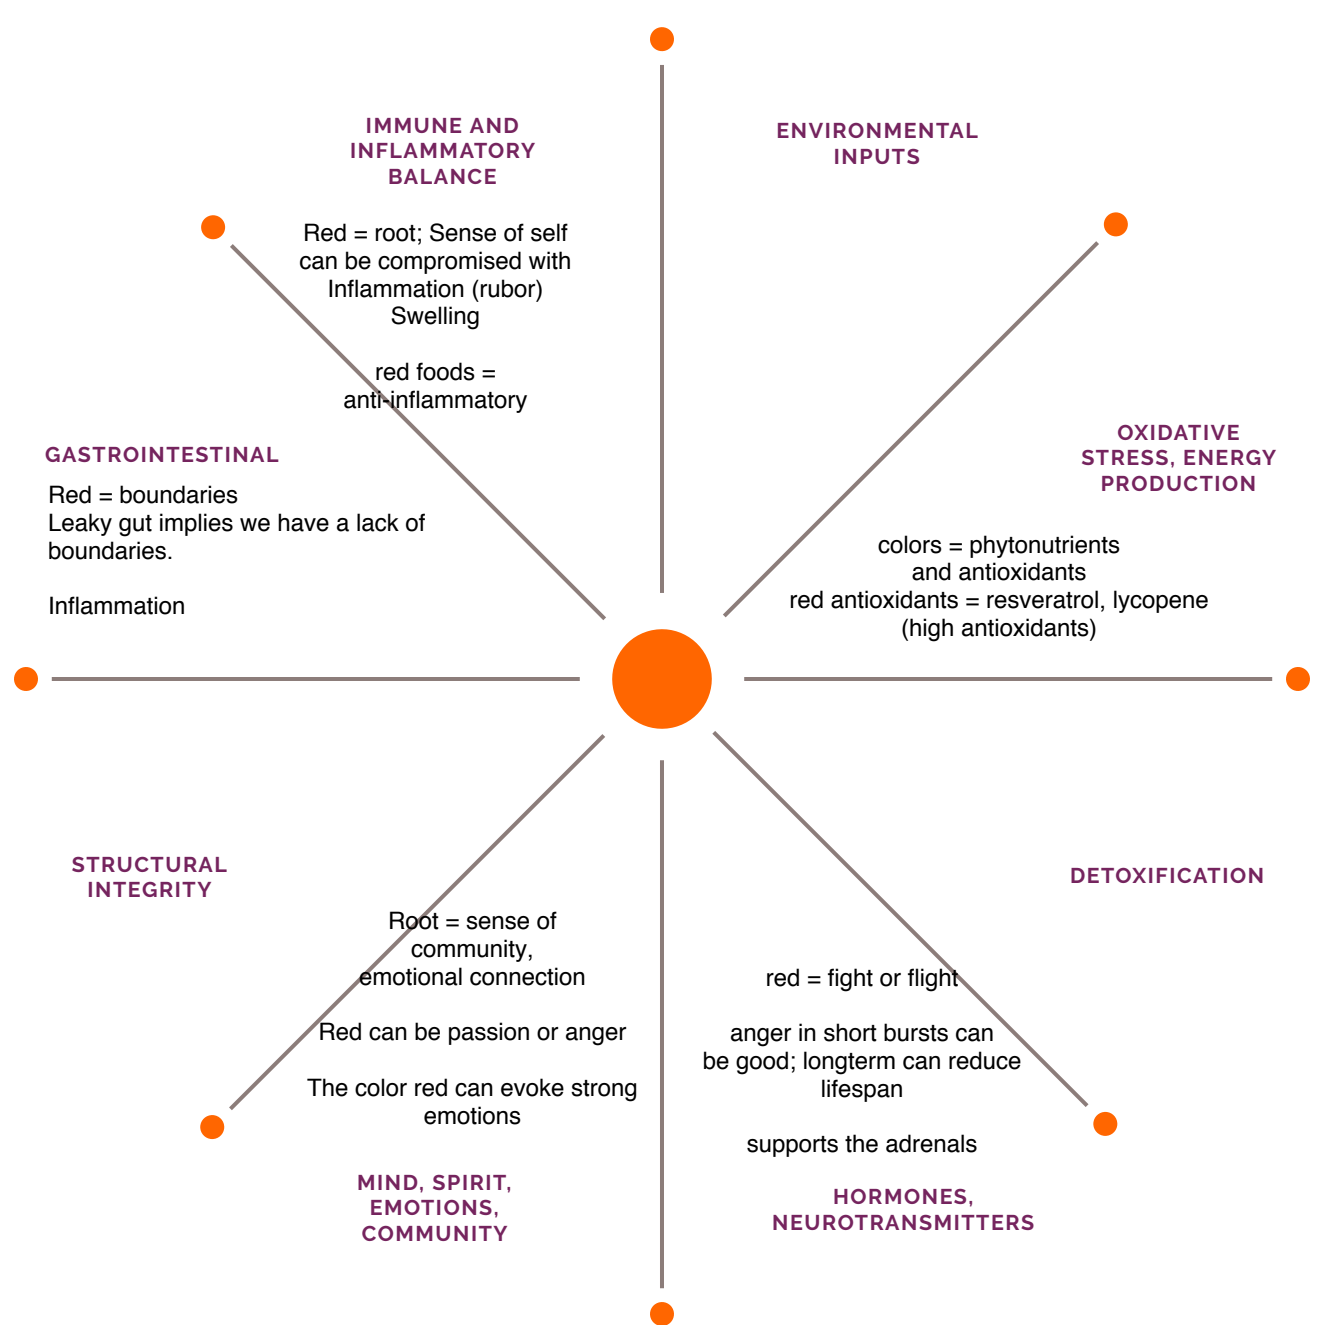 IMMUNE AND
INFLAMMATORY
BALANCE
Red = root; Sense of self
can be compromised with
Inflammation (rubor)
Swelling
red foods =
anti-inflammatory
ENVIRONMENTAL
INPUTS
GASTROINTESTINAL
Red = boundaries
Leaky gut implies we have a lack of
boundaries.
Inflammation
OXIDATIVE
STRESS, ENERGY
PRODUCTION
colors = phytonutrients
and antioxidants
red antioxidants = resveratrol, lycopene
(high antioxidants)
STRUCTURAL
INTEGRITY
DETOXIFICATION
Root = sense of
community,
emotional connection
Red can be passion or anger
The color red can evoke strong
emotions
MIND, SPIRIT,
EMOTIONS,
COMMUNITY
red = fight or flight
anger in short bursts can
be good; longterm can reduce
lifespan
supports the adrenals
HORMONES,
NEUROTRANSMITTERS